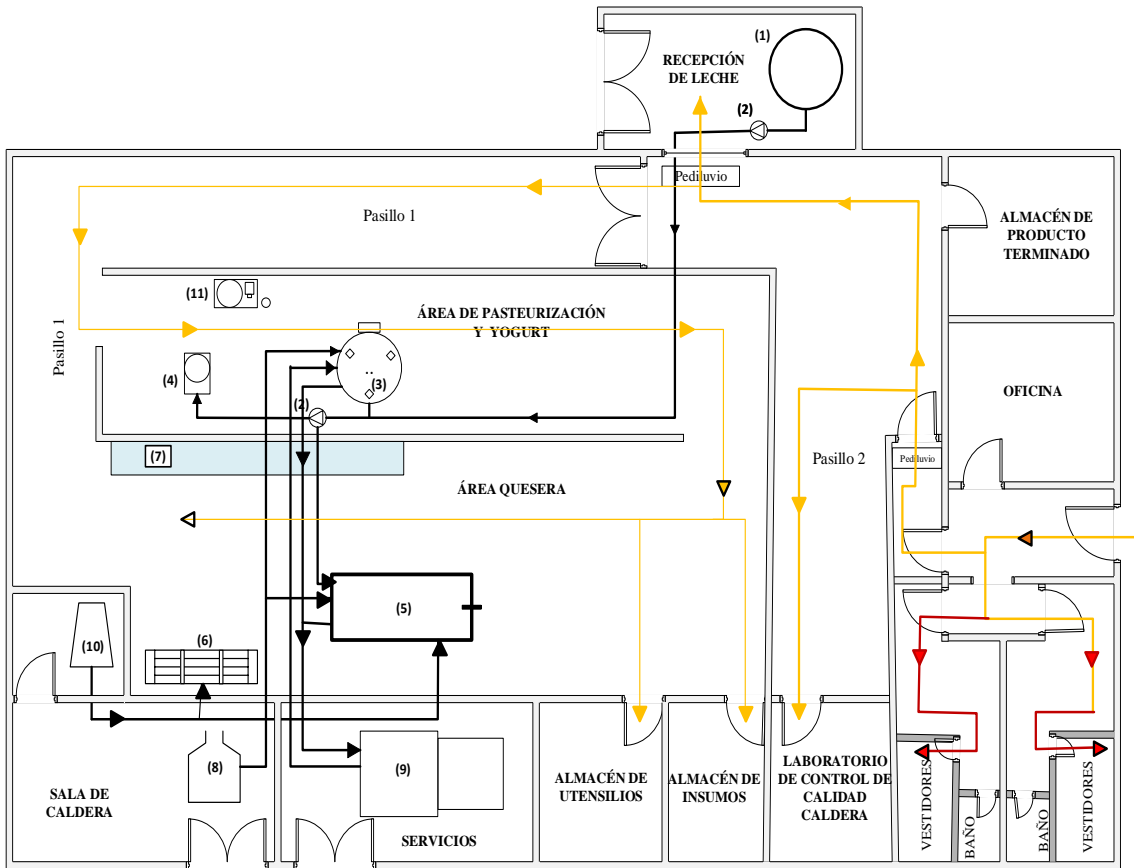 (1)
RECEPCIÓN
DE LECHE
(2)
Pediluvio
Pasillo 1
ALMACÉN DE
PRODUCTO
TERMINADO
(11)
ÁREA DE PASTEURIZACIÓN
Y YOGURT
Pasillo 1
(4)
(3)
(2)
OFICINA
(7)
Pasillo 2
Pediluvio
ÁREA QUESERA
(5)
(10)
(6)
(8)
(9)
SALA DE
CALDERA
SERVICIOS
ALMACÉN DE
UTENSILIOS
ALMACÉN DE
INSUMOS
LABORATORIO
DE CONTROL DE
CALIDAD
CALDERA
VESTIDORES
BAÑO
BAÑO
VESTIDORES